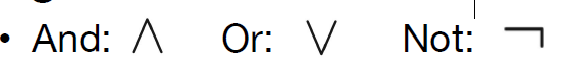 • And: ∧ Or: ∨ Not: ¬